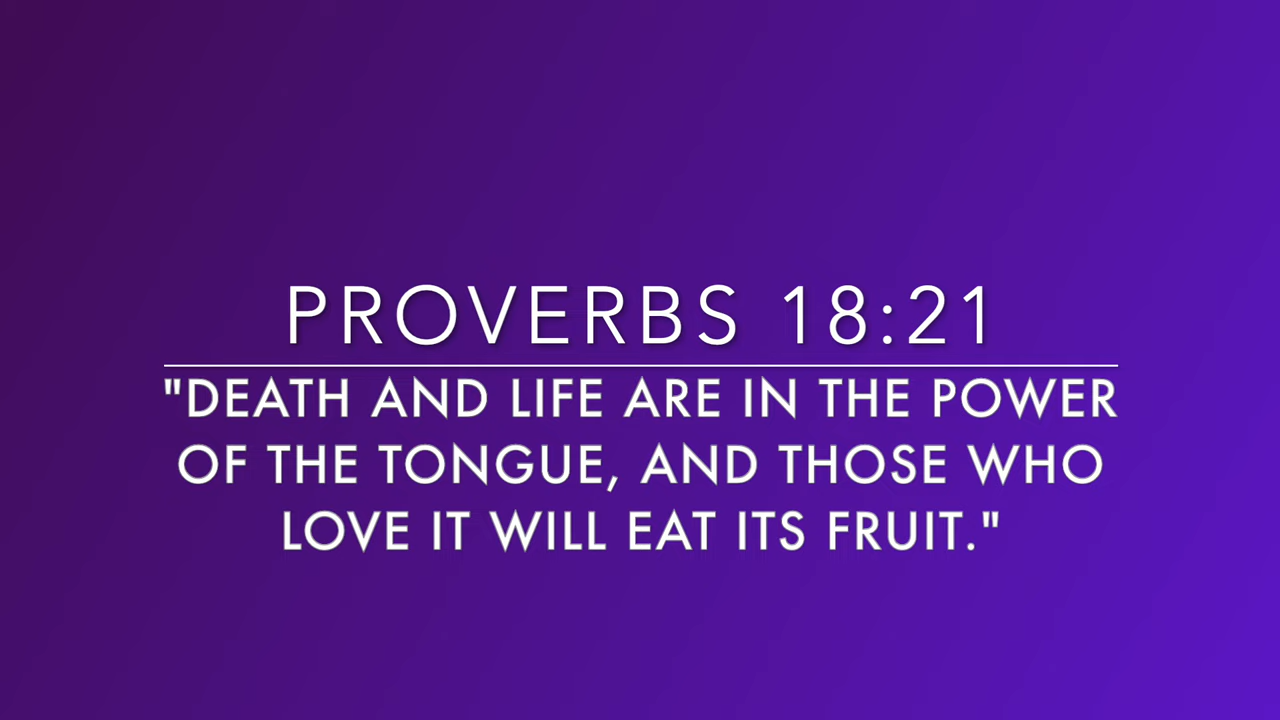 PROVERBS 18:21
"DEATH AND LIFE ARE IN THE POWER
OF THE TONGUE, AND THOSE WHO
LOVE IT WILL EAT ITS FRUIT."